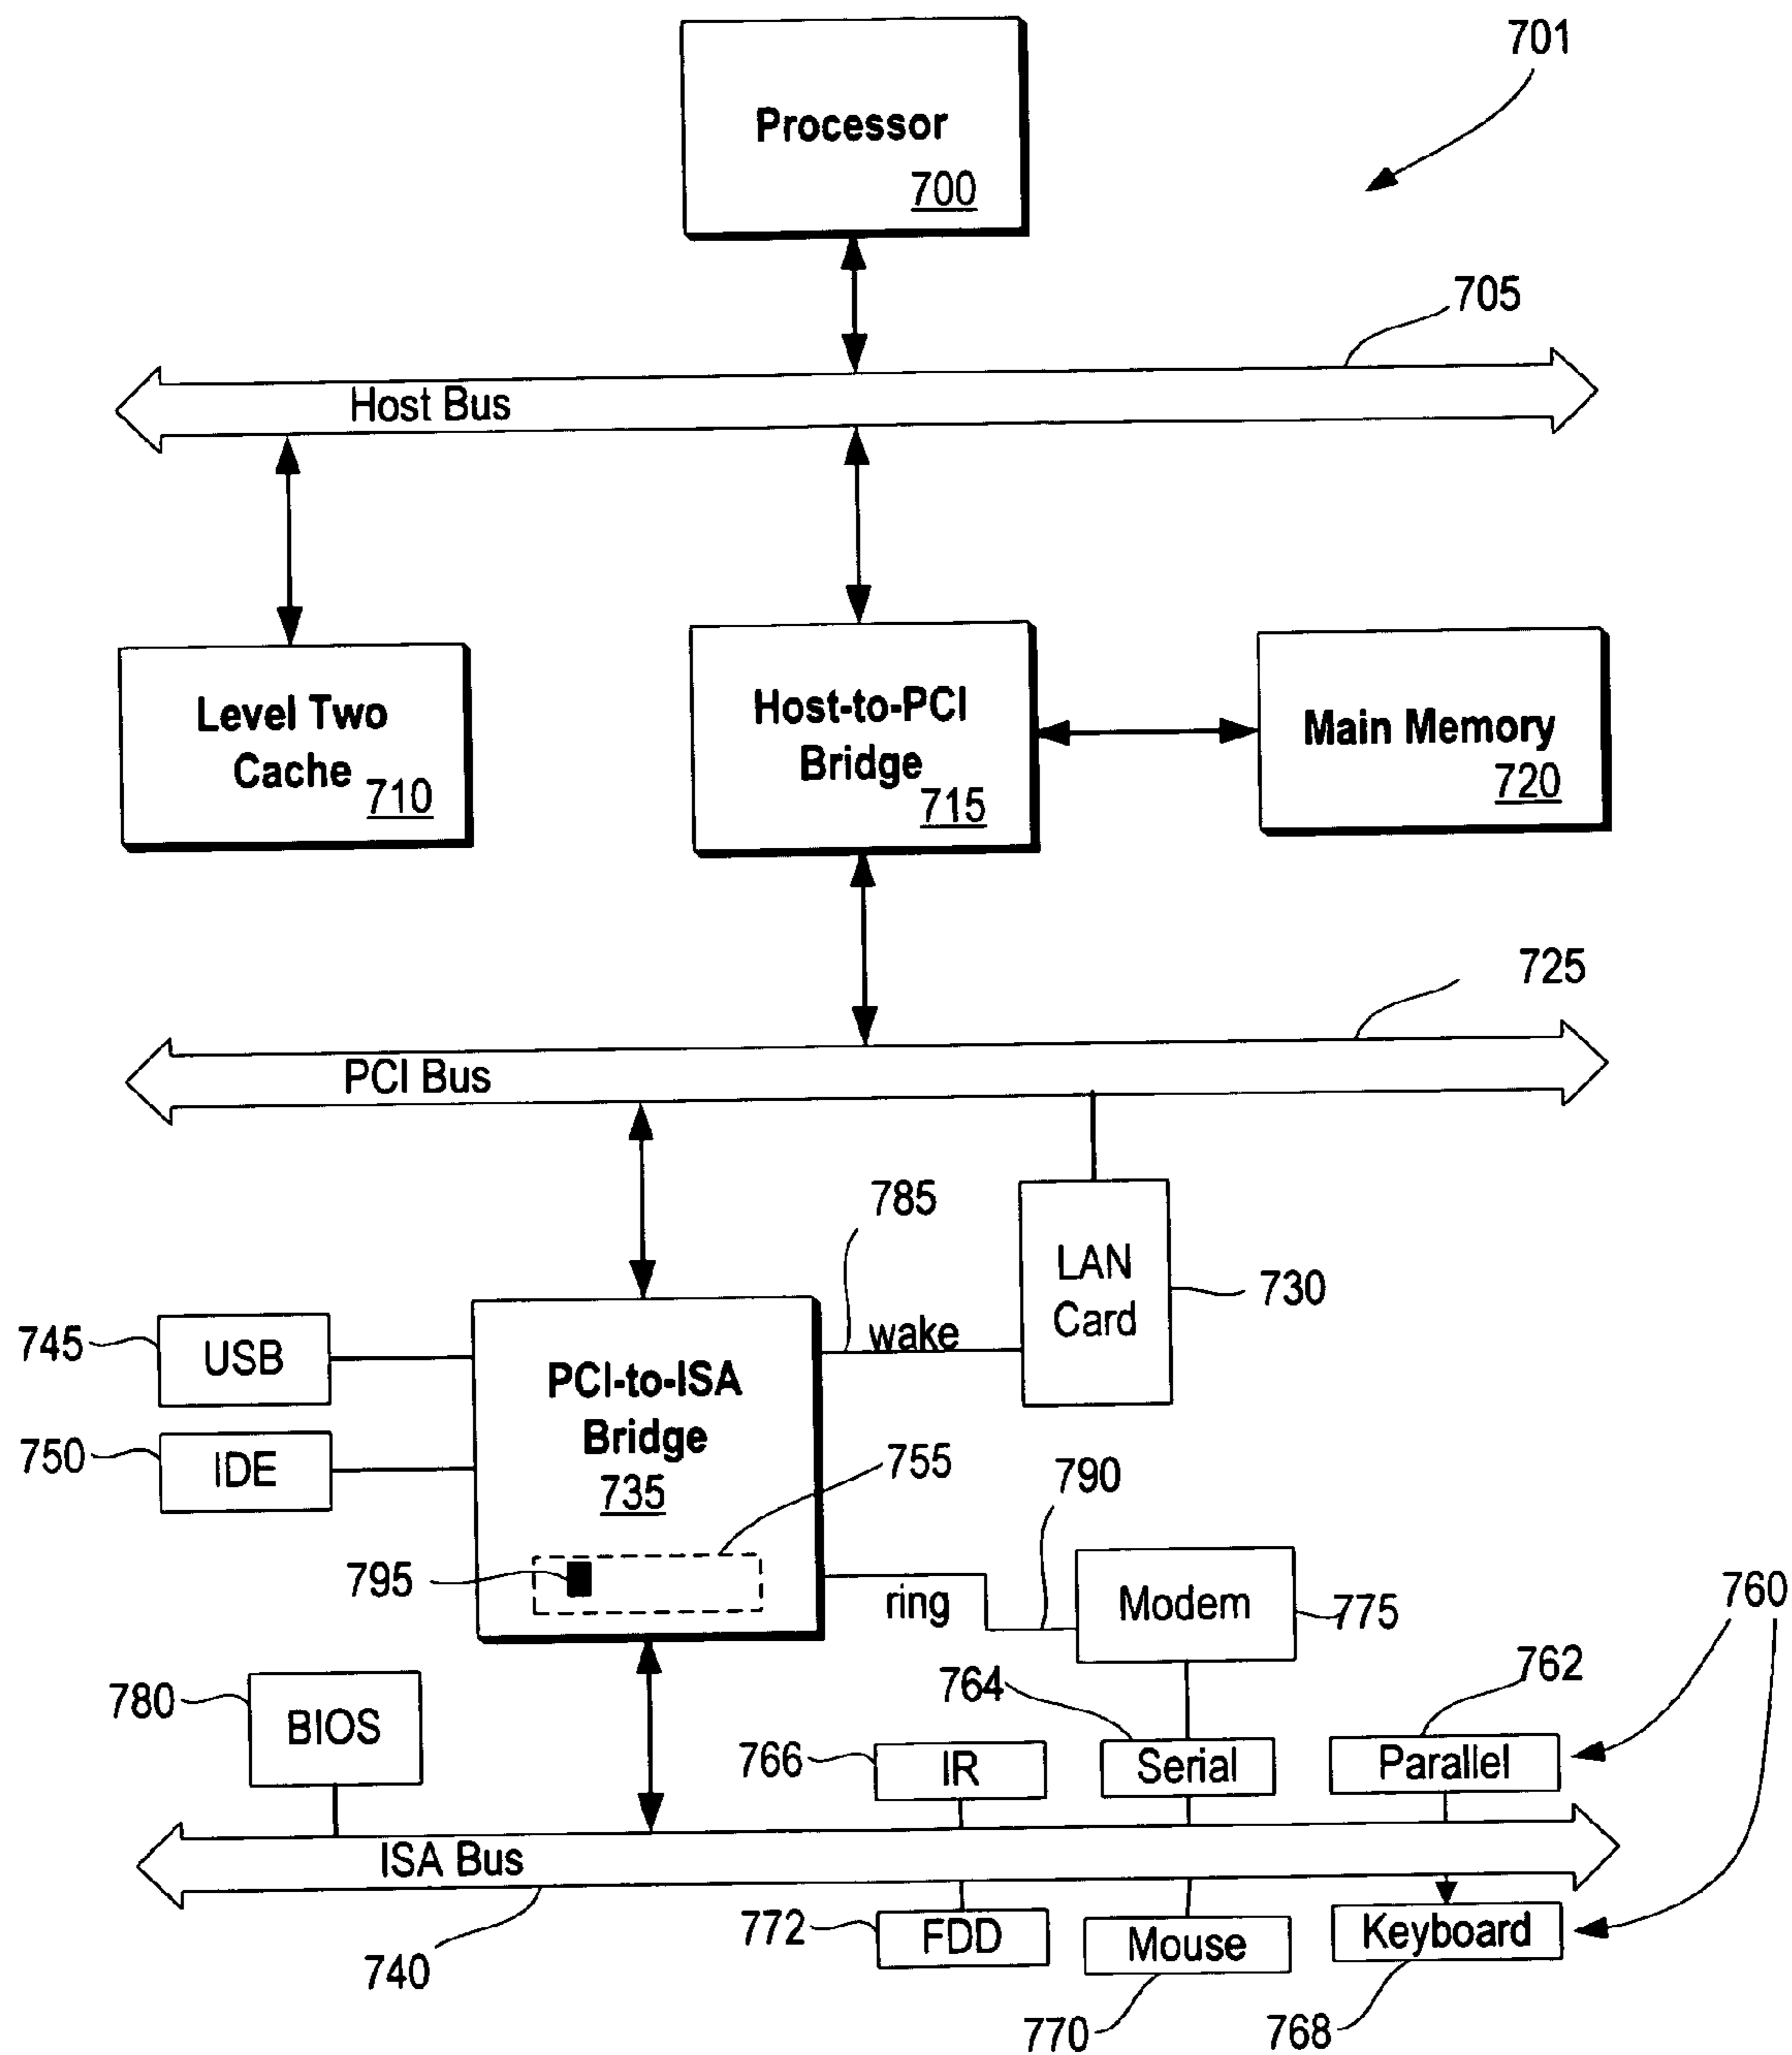 701
Processor
700
705
Host Bus
Level Two
Cache
710
Host-to-PCI
Bridge
715
Main Memory
720
725
PCI Bus
785
LAN
Card
730
wake
745
USB
PCI-to-ISA
Bridge
735
750
IDE
755
790
795
ring
Modem
775
760
780
BIOS
764
762
766
IR
Serial
Parallel
ISA Bus
740
772
FDD
Mouse
Keyboard
770
768